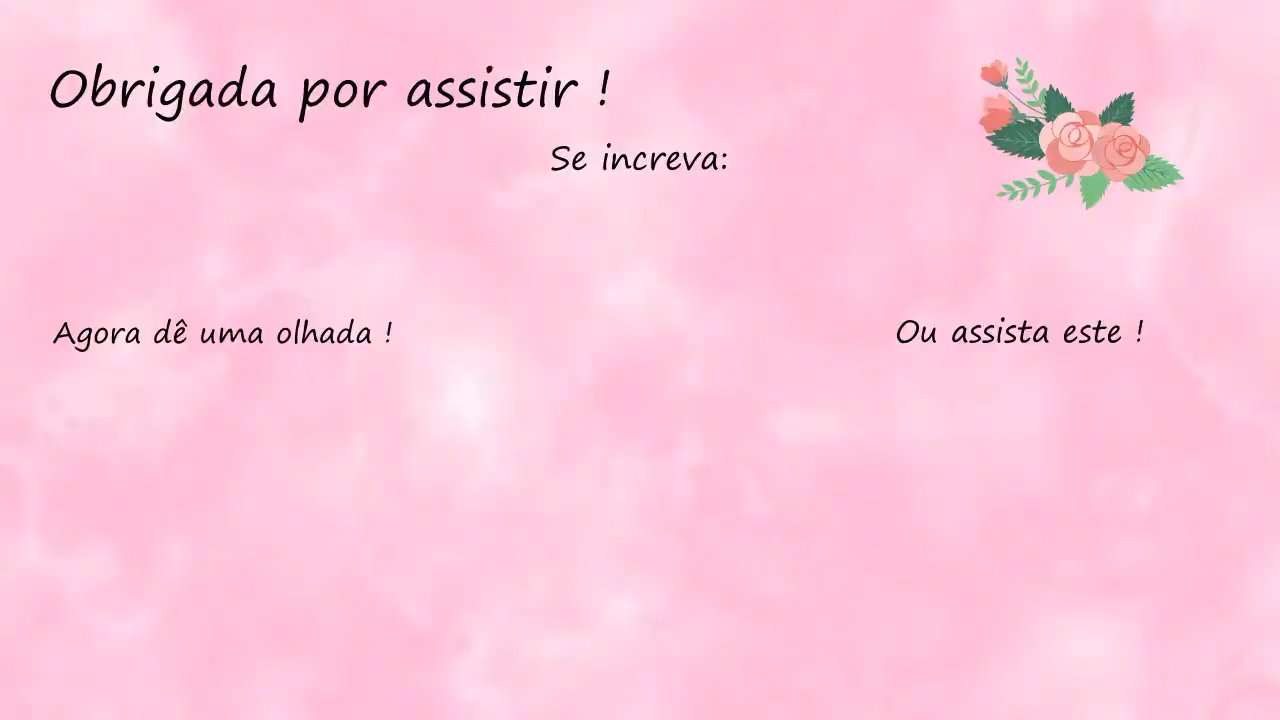 Obrigada por assistir !
Se increva:
Agora dê uma olhada !
Ou assista este !